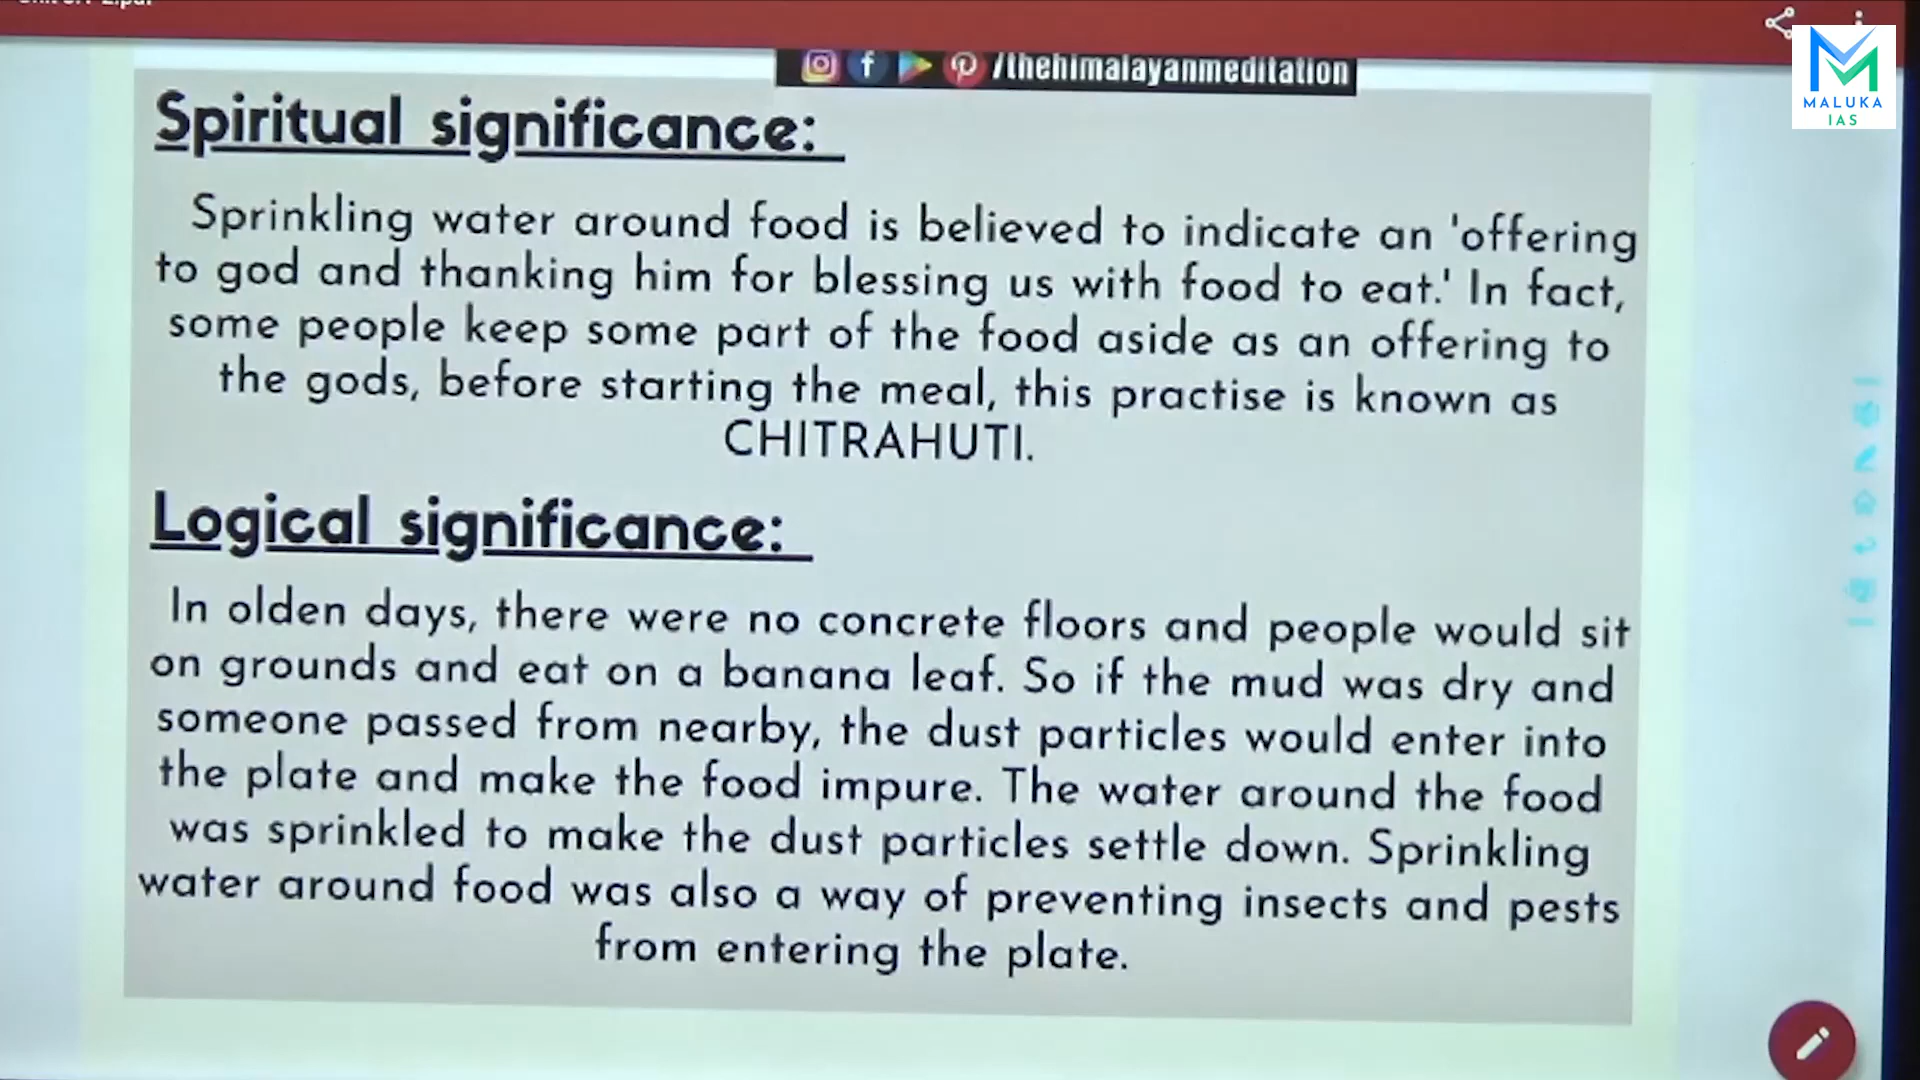 /thehimalayanmeditation
MALUKA
IAS
Spiritual significance:
Sprinkling water around food is believed to indicate an 'offering
to god and thanking him for blessing us with food to eat.' In fact,
some people keep some part of the food aside as an offering to
the gods, before starting the meal, this practise is known as
CHITRAHUTI.
Logical significance:
In olden days, there were no concrete floors and people would sit
on grounds and eat on a banana leaf. So if the mud was dry and
someone passed from nearby, the dust particles would enter into
the plate and make the food impure. The water around the food
was sprinkled to make the dust particles settle down. Sprinkling
water around food was also a way of preventing insects and pests
from entering the plate.